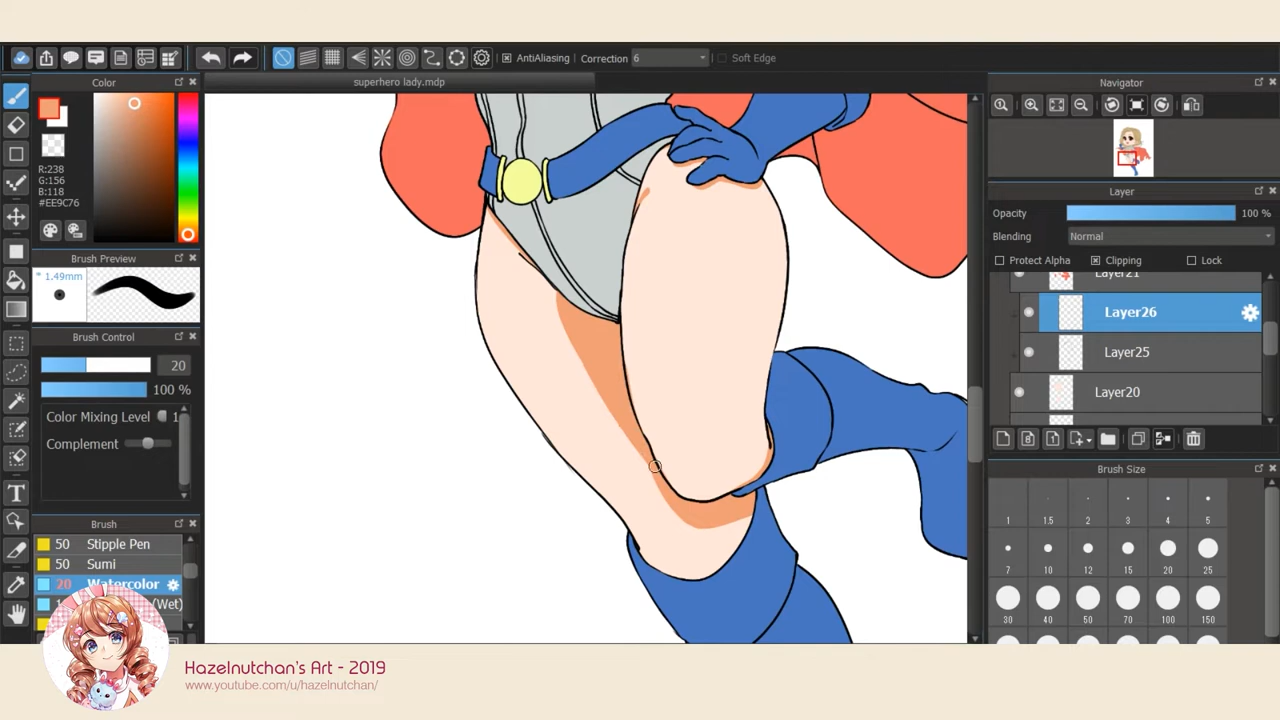 AntiAliasing Correction 6 Soft Edge
Color
superhero lady.mdp
Navigator
R:238
G:156
B:118
#EE9C76
Layer
Opacity 100 %
Blending Normal
Protect Alpha Clipping Lock
Brush Preview
* 1.49mm
Layer21
Layer26
Layer25
Layer20
Brush Control
20
100 %
Color Mixing Level 1
Complement
Brush
50 Stipple Pen
50 Sumi
20 Watercolor
(Wet)
Brush Size
1 1.5 2 3 4 5
7 10 12 15 20 25
30 40 50 70 100 150
Hazelnutchan's Art - 2019
www.youtube.com/u/hazelnutchan/